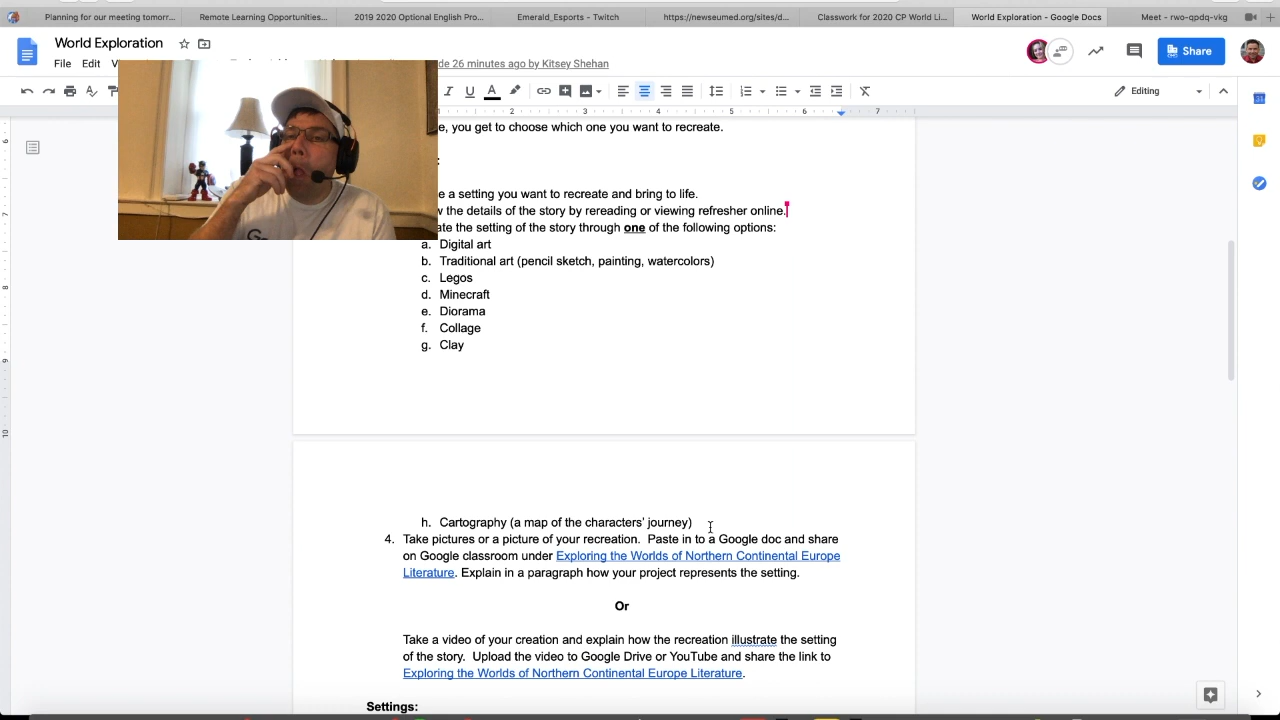 Planning for our meeting tomorr...
Remote Learning Opportunities...
2019 2020 Optional English Pro...
Emerald_Esports - Twitch
https://newseumed.org/sites/d...
Classwork for 2020 CP World Li...
World Exploration - Google Docs
Meet - rwo-qpdq-vkg
World Exploration
Share
File Edit
de 26 minutes ago by Kitsey Shehan
Editing
2 3 4 5 6 7
e, you get to choose which one you want to recreate.
:
e a setting you want to recreate and bring to life.
w the details of the story by rereading or viewing refresher online.
ate the setting of the story through one of the following options:
a. Digital art
b. Traditional art (pencil sketch, painting, watercolors)
c. Legos
d. Minecraft
e. Diorama
f. Collage
g. Clay
h. Cartography (a map of the characters' journey)
4. Take pictures or a picture of your recreation. Paste in to a Google doc and share
on Google classroom under Exploring the Worlds of Northern Continental Europe
Literature. Explain in a paragraph how your project represents the setting.
Or
Take a video of your creation and explain how the recreation illustrate the setting
of the story. Upload the video to Google Drive or YouTube and share the link to
Exploring the Worlds of Northern Continental Europe Literature.
Settings: